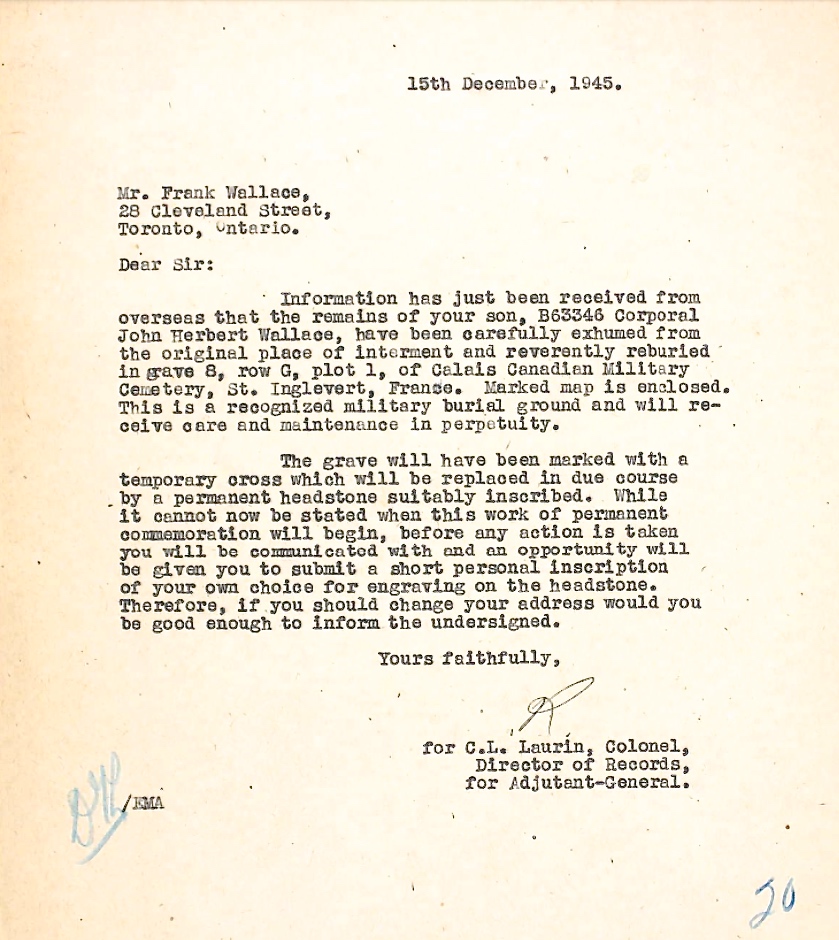 15th December, 1945.
Mr. Frank Wallace,
28 Cleveland Street,
Toronto, Ontario.
Dear Sir:
Information has just been received from
overseas that the remains of your son, B63346 Corporal
John Herbert Wallace, have been carefully exhumed from
the original place of interment and reverently reburied
in grave 8, row G, plot 1, of Calais Canadian Military
Cemetery, St. Inglevert, France. Marked map is enclosed.
This is a recognized military burial ground and will re-
ceive care and maintenance in perpetuity.
The grave will have been marked with a
temporary cross which will be replaced in due course
by a permanent headstone suitably inscribed. While
it cannot now be stated when this work of permanent
commemoration will begin, before any action is taken
you will be communicated with and an opportunity will
be given you to submit a short personal inscription
of your own choice for engraving on the headstone.
Therefore, if you should change your address would you
be good enough to inform the undersigned.
Yours faithfully,
R
for C.L. Laurin, Colonel,
Director of Records,
for Adjutant-General.
/EMA
20